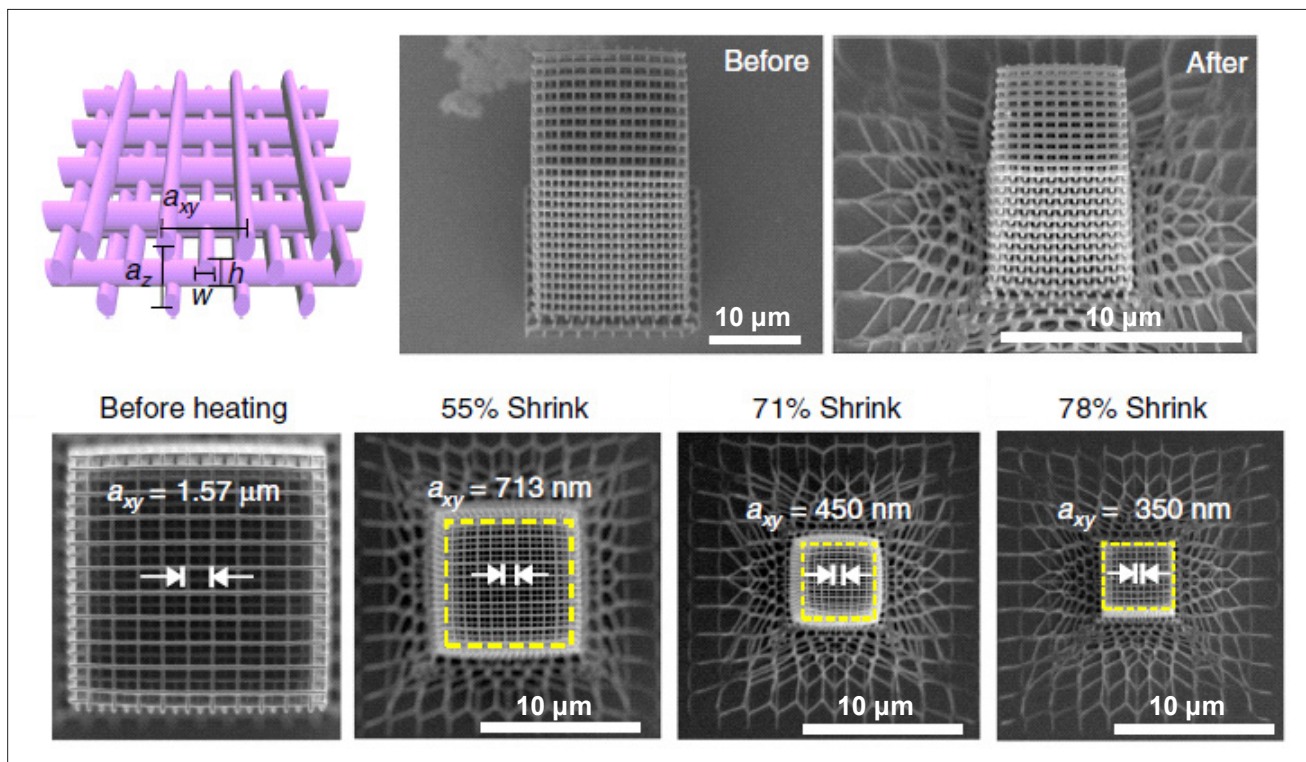 a_xy
a_z
w
h
Before
10 µm
After
10 µm
Before heating
55% Shrink
71% Shrink
78% Shrink
a_xy = 1.57 µm
a_xy = 713 nm
a_xy = 450 nm
a_xy = 350 nm
10 µm
10 µm
10 µm